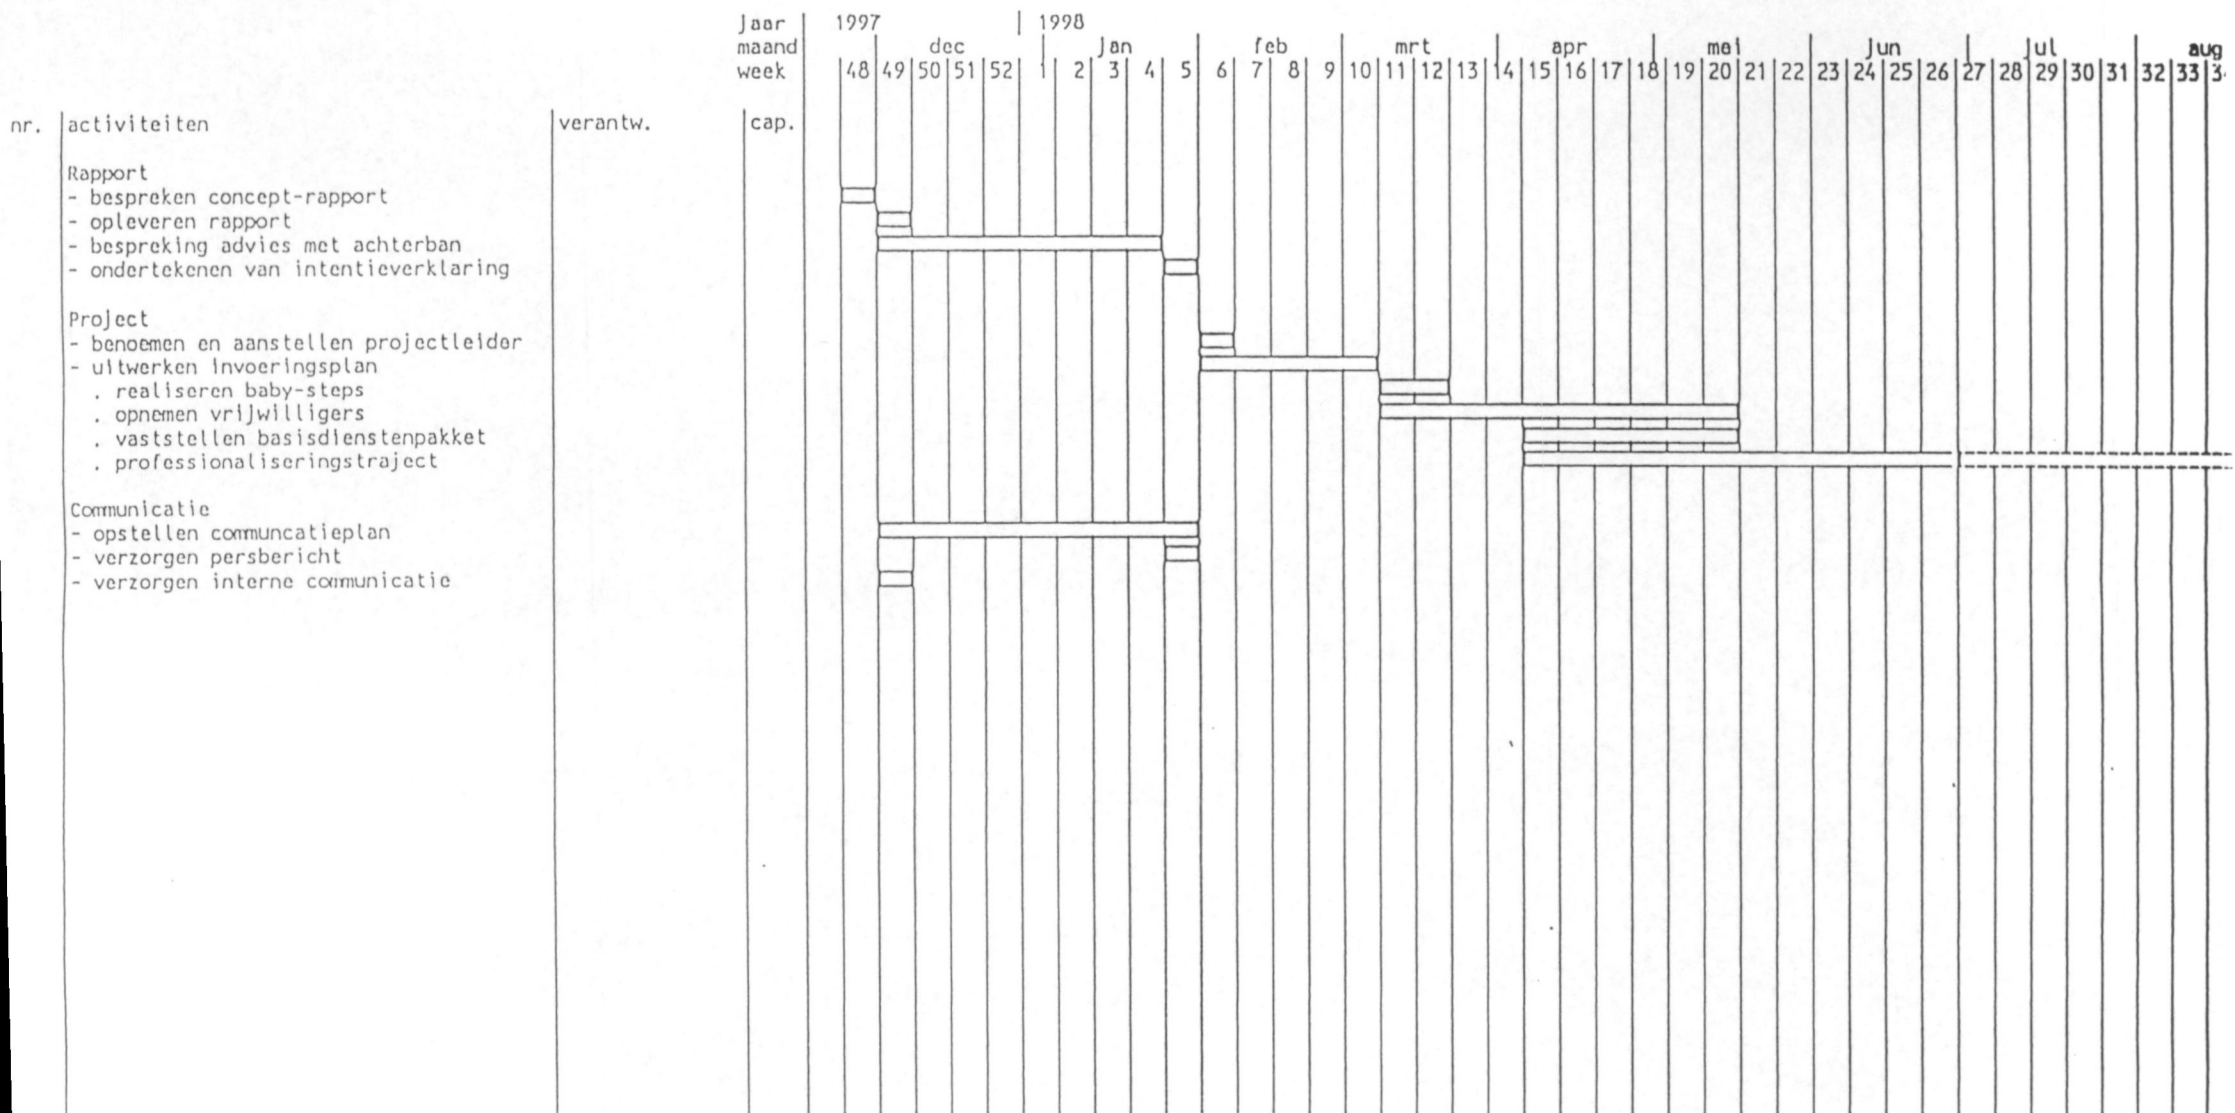 jaar 1997 1998
maand dec jan feb mrt apr mei jun jul aug
week 48 49 50 51 52 1 2 3 4 5 6 7 8 9 10 11 12 13 14 15 16 17 18 19 20 21 22 23 24 25 26 27 28 29 30 31 32 33
nr. activiteiten verantw. cap.
Rapport
- bespreken concept-rapport
- opleveren rapport
- bespreking advies met achterban
- ondertekenen van intentieverklaring
Project
- benoemen en aanstellen projectleider
- uitwerken invoeringsplan
. realiseren baby-steps
. opnemen vrijwilligers
. vaststellen basisdienstenpakket
. professionaliseringstraject
Communicatie
- opstellen communcatieplan
- verzorgen persbericht
- verzorgen interne communicatie